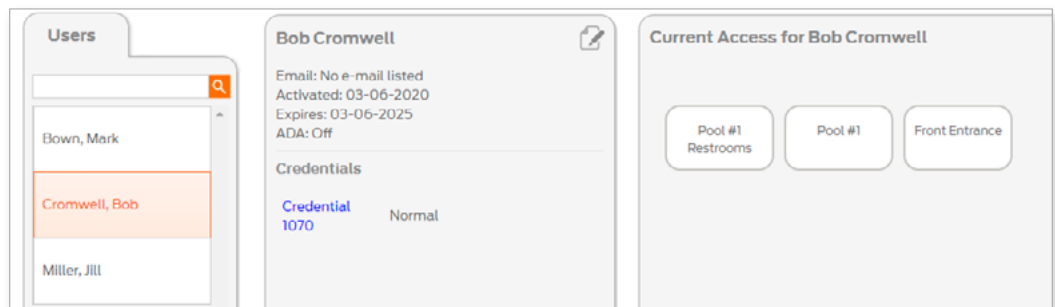 Users
Bown, Mark
Cromwell, Bob
Miller, Jill
Bob Cromwell
Email: No e-mail listed
Activated: 03-06-2020
Expires: 03-06-2025
ADA: Off
Credentials
Credential
1070
Normal
Current Access for Bob Cromwell
Pool #1
Restrooms
Pool #1
Front Entrance